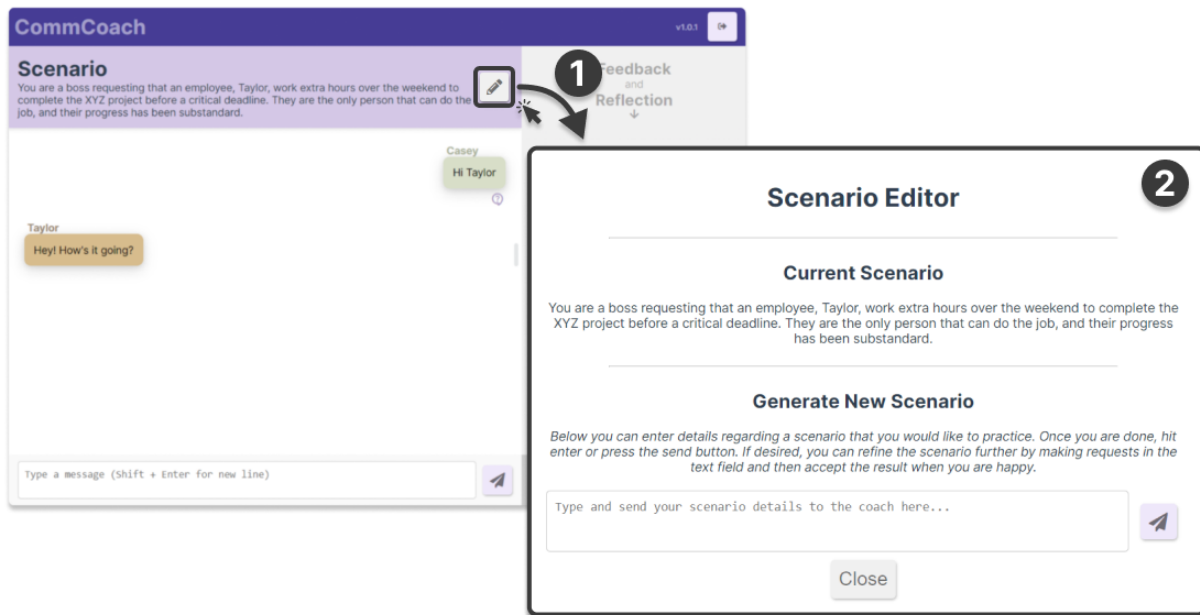 CommCoach
v1.0.1
Scenario
You are a boss requesting that an employee, Taylor, work extra hours over the weekend to
complete the XYZ project before a critical deadline. They are the only person that can do the
job, and their progress has been substandard.
1
Feedback
and
Reflection
Casey
Hi Taylor
Taylor
Hey! How's it going?
Type a message (Shift + Enter for new line)
2
Scenario Editor
Current Scenario
You are a boss requesting that an employee, Taylor, work extra hours over the weekend to complete the
XYZ project before a critical deadline. They are the only person that can do the job, and their progress
has been substandard.
Generate New Scenario
Below you can enter details regarding a scenario that you would like to practice. Once you are done, hit
enter or press the send button. If desired, you can refine the scenario further by making requests in the
text field and then accept the result when you are happy.
Type and send your scenario details to the coach here...
Close